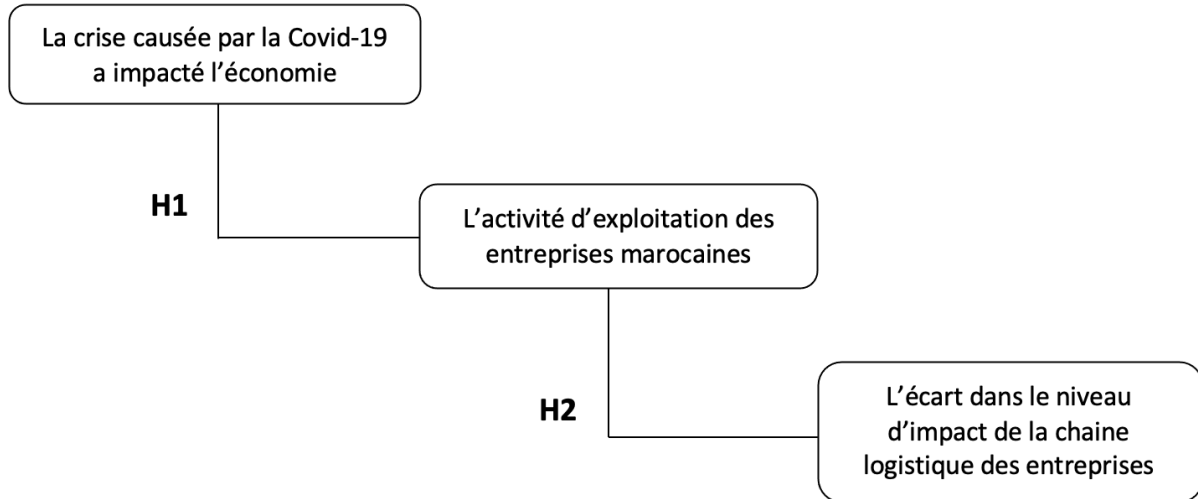 La crise causée par la Covid-19
a impacté l’économie
H1
L’activité d’exploitation des
entreprises marocaines
H2
L’écart dans le niveau
d’impact de la chaine
logistique des entreprises